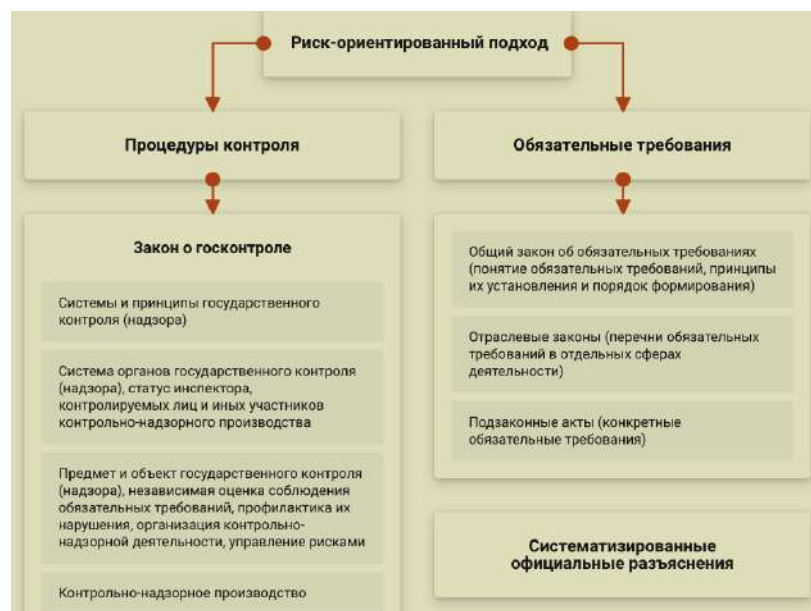 Риск-ориентированный подход
Процедуры контроля
Закон о госконтроле
Системы и принципы государственного
контроля (надзора)
Система органов государственного контроля
(надзора), статус инспектора,
контролируемых лиц и иных участников
контрольно-надзорного производства
Предмет и объект государственного контроля
(надзора), независимая оценка соблюдения
обязательных требований, профилактика их
нарушения, организация контрольно-
надзорной деятельности, управление рисками
Контрольно-надзорное производство
Обязательные требования
Общий закон об обязательных требованиях
(понятие обязательных требований, принципы
их установления и порядок формирования)
Отраслевые законы (перечни обязательных
требований в отдельных сферах
деятельности)
Подзаконные акты (конкретные
обязательные требования)
Систематизированные
официальные разъяснения